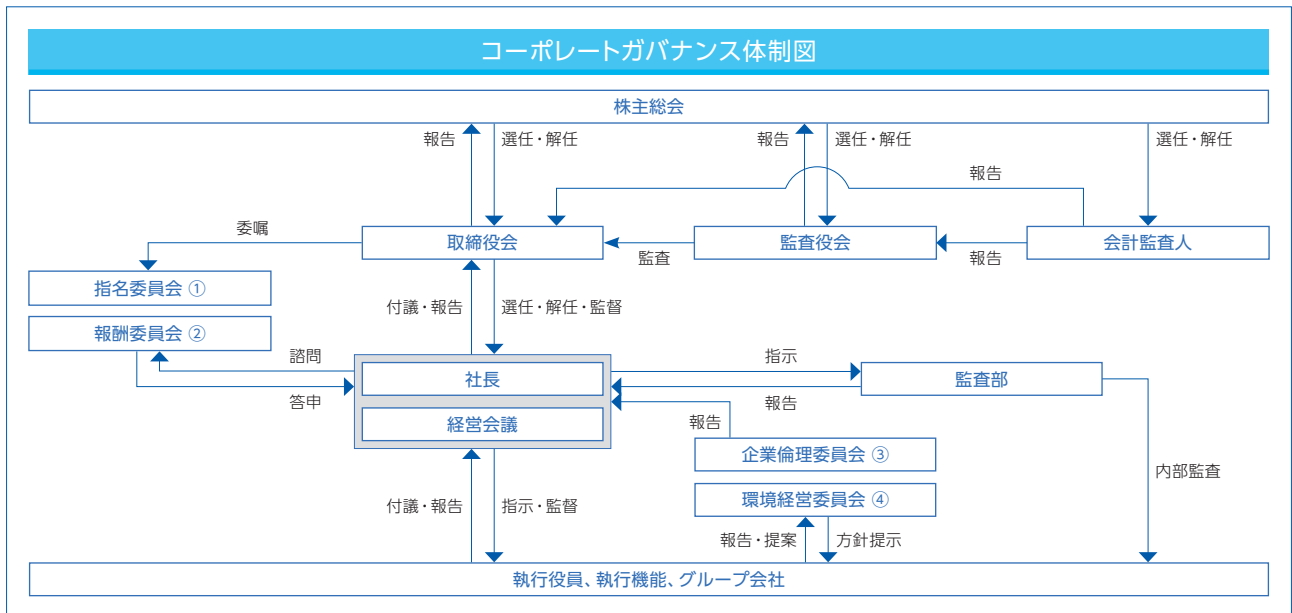 コーポレートガバナンス体制図
株主総会
報告
選任・解任
報告
選任・解任
選任・解任
報告
委嘱
取締役会
監査
監査役会
報告
会計監査人
指名委員会 ①
報酬委員会 ②
付議・報告
選任・解任・監督
諮問
答申
社長
経営会議
指示
報告
監査部
報告
企業倫理委員会 ③
環境経営委員会 ④
内部監査
付議・報告
指示・監督
報告・提案
方針提示
執行役員、執行機能、グループ会社